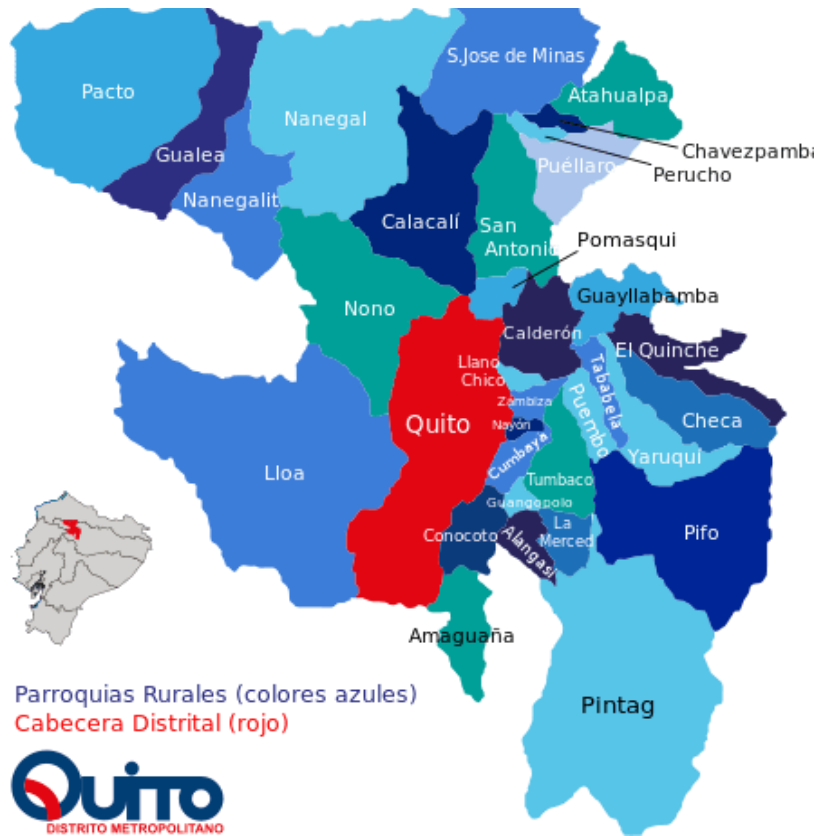 S.Jose de Minas
Pacto
Atahualpa
Nanegal
Chavezpamba
Gualea
Puéllaro
Perucho
Nanegalit
Calacalí
San
Antonio
Pomasqui
Guayllabamba
Nono
Calderón
El Quinche
Llano
Chico
Tababela
Zambiza
Puembo
Checa
Quito
Nayón
Cumbaya
Yaruqui
Lloa
Tumbaco
Guangopolo
Conocoto
La
Merced
Alangasi
Pifo
Amaguaña
Parroquias Rurales (colores azules)
Pintag
Cabecera Distrital (rojo)
QUITO
DISTRITO METROPOLITANO